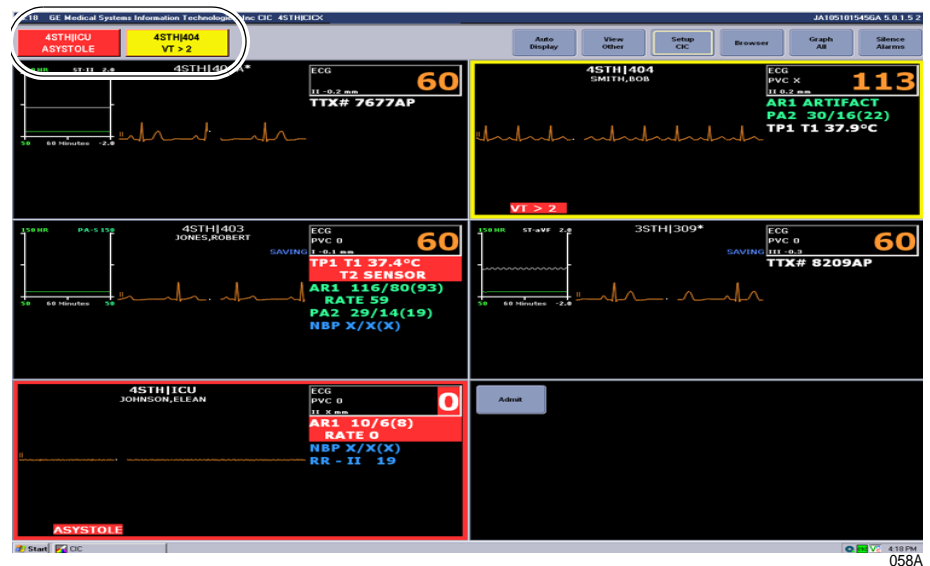 :18 GE Medical Systems Information Technologies, Inc CIC 4STH|CICX JA105101545GA 5.0.1.5 2
4STH|ICU
ASYSTOLE
4STH|404
VT > 2
Auto
Display
View
Other
Setup
CIC
Browser
Graph
All
Silence
Alarms
HR ST-II 2.0
A*
ECG
60
II -0.2 mm
TTX# 7677AP
II
50 60 Minutes -2.0
4STH|404
SMITH,BOB
ECG
PVC X
113
II 0.2 mm
AR1 ARTIFACT
PA2 30/16(22)
TP1 T1 37.9°C
II
VT > 2
150 HR PA-S 150
4STH|403
JONES,ROBERT
SAVING
ECG
PVC 0
60
I -0.1 mm
TP1 T1 37.4°C
T2 SENSOR
AR1 116/80(93)
RATE 59
PA2 29/14(19)
NBP X/X(X)
50 60 Minutes 50
150 HR ST-aVF 2.0
3STH|309*
SAVING
ECG
PVC 0
60
III -0.3
TTX# 8209AP
50 60 Minutes -2.0
4STH|ICU
JOHNSON,ELEAN
ECG
PVC 0
0
II X mm
AR1 10/6(8)
RATE 0
NBP X/X(X)
RR - II 19
II
ASYSTOLE
Admit
Start CIC 4:18 PM
058A